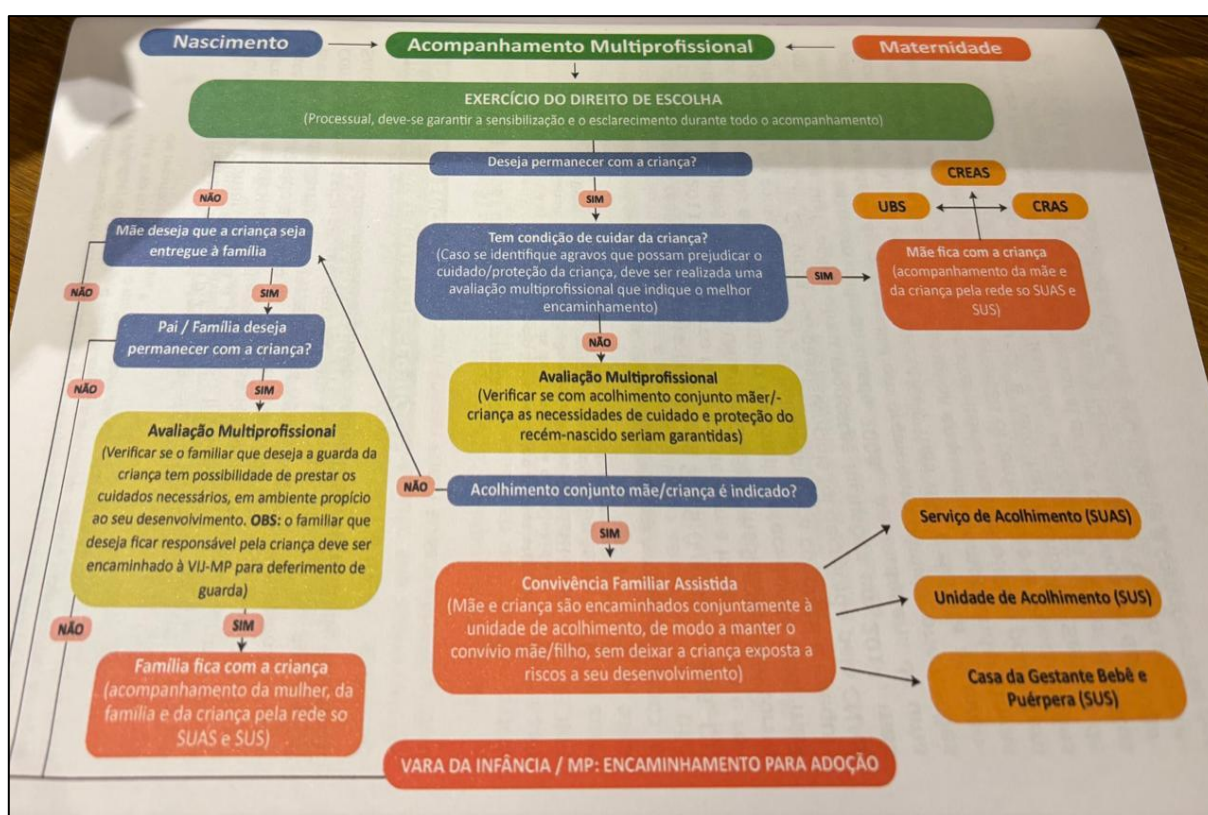 Nascimento
Acompanhamento Multiprofissional
Maternidade
EXERCÍCIO DO DIREITO DE ESCOLHA
(Processual, deve-se garantir a sensibilização e o esclarecimento durante todo o acompanhamento)
Deseja permanecer com a criança?
NÃO
SIM
CREAS
UBS
CRAS
Mãe deseja que a criança seja
entregue à família
Tem condição de cuidar da criança?
(Caso se identifique agravos que possam prejudicar o
cuidado/proteção da criança, deve ser realizada uma
avaliação multiprofissional que indique o melhor
encaminhamento)
SIM
Mãe fica com a criança
(acompanhamento da mãe e
da criança pela rede so SUAS e
SUS)
NÃO
SIM
Pai / Família deseja
permanecer com a criança?
NÃO
NÃO
SIM
Avaliação Multiprofissional
(Verificar se com acolhimento conjunto mãer/-
criança as necessidades de cuidado e proteção do
recém-nascido seriam garantidas)
Avaliação Multiprofissional
(Verificar se o familiar que deseja a guarda da
criança tem possibilidade de prestar os
cuidados necessários, em ambiente propício
ao seu desenvolvimento. OBS: o familiar que
deseja ficar responsável pela criança deve ser
encaminhado à VIJ-MP para deferimento de
guarda)
NÃO
Acolhimento conjunto mãe/criança é indicado?
SIM
Serviço de Acolhimento (SUAS)
Convivência Familiar Assistida
(Mãe e criança são encaminhados conjuntamente à
unidade de acolhimento, de modo a manter o
convívio mãe/filho, sem deixar a criança exposta a
riscos a seu desenvolvimento)
Unidade de Acolhimento (SUS)
Casa da Gestante Bebê e
Puérpera (SUS)
NÃO
SIM
Família fica com a criança
(acompanhamento da mulher, da
família e da criança pela rede so
SUAS e SUS)
VARA DA INFÂNCIA / MP: ENCAMINHAMENTO PARA ADOÇÃO